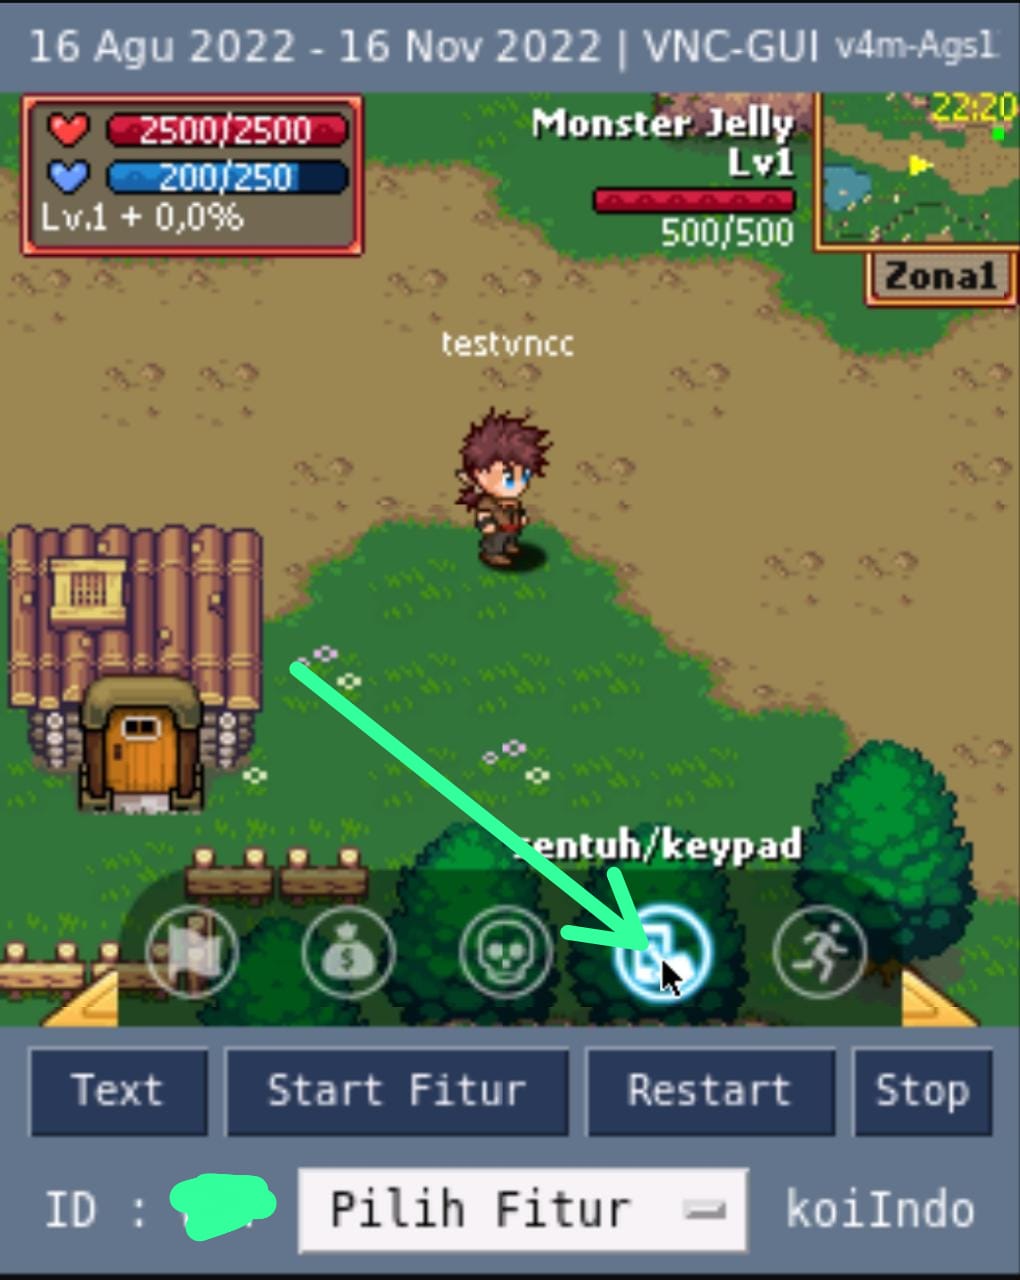 16 Agu 2022 - 16 Nov 2022 | VNC-GUI v4m-Ags1
2500/2500
200/250
Lv.1 + 0,0%
Monster Jelly
Lv1
500/500
22:20
Zona1
testvncc
sentuh/keypad
Text
Start Fitur
Restart
Stop
ID :
Pilih Fitur
koiIndo